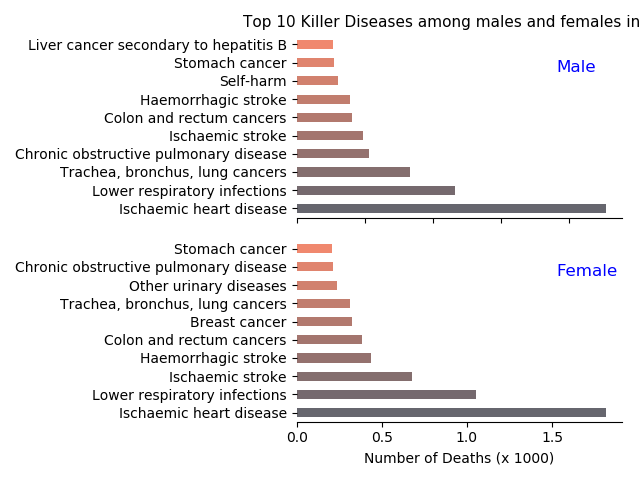 Top 10 Killer Diseases among males and females in
Male
Liver cancer secondary to hepatitis B
Stomach cancer
Self-harm
Haemorrhagic stroke
Colon and rectum cancers
Ischaemic stroke
Chronic obstructive pulmonary disease
Trachea, bronchus, lung cancers
Lower respiratory infections
Ischaemic heart disease
Female
Stomach cancer
Chronic obstructive pulmonary disease
Other urinary diseases
Trachea, bronchus, lung cancers
Breast cancer
Colon and rectum cancers
Haemorrhagic stroke
Ischaemic stroke
Lower respiratory infections
Ischaemic heart disease
0.0 0.5 1.0 1.5
Number of Deaths (x 1000)